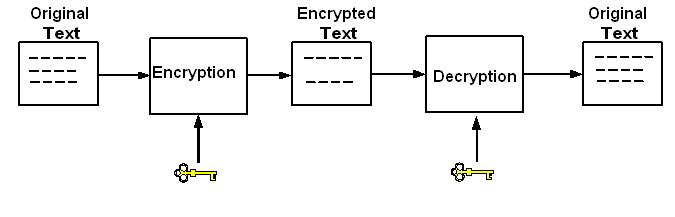 Original
Text
Encryption
Encrypted
Text
Decryption
Original
Text